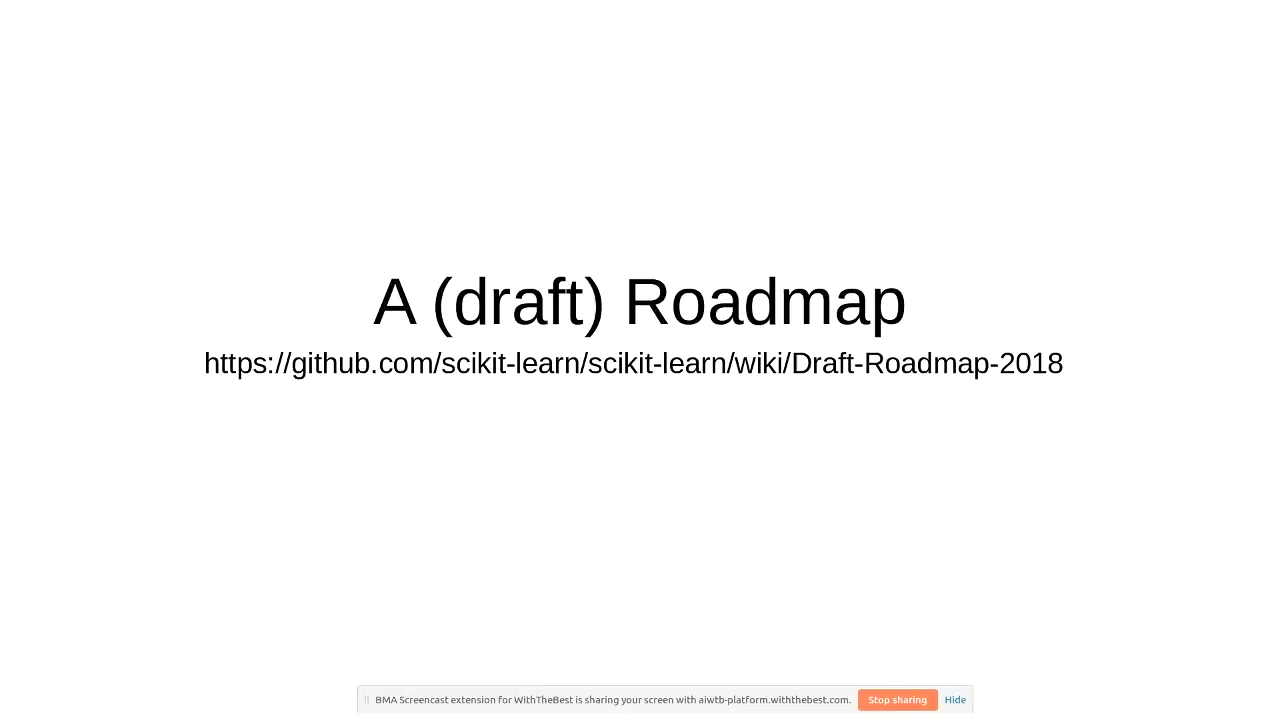 A (draft) Roadmap
https://github.com/scikit-learn/scikit-learn/wiki/Draft-Roadmap-2018
BMA Screencast extension for WithTheBest is sharing your screen with aiwtb-platform.withthebest.com. Stop sharing Hide